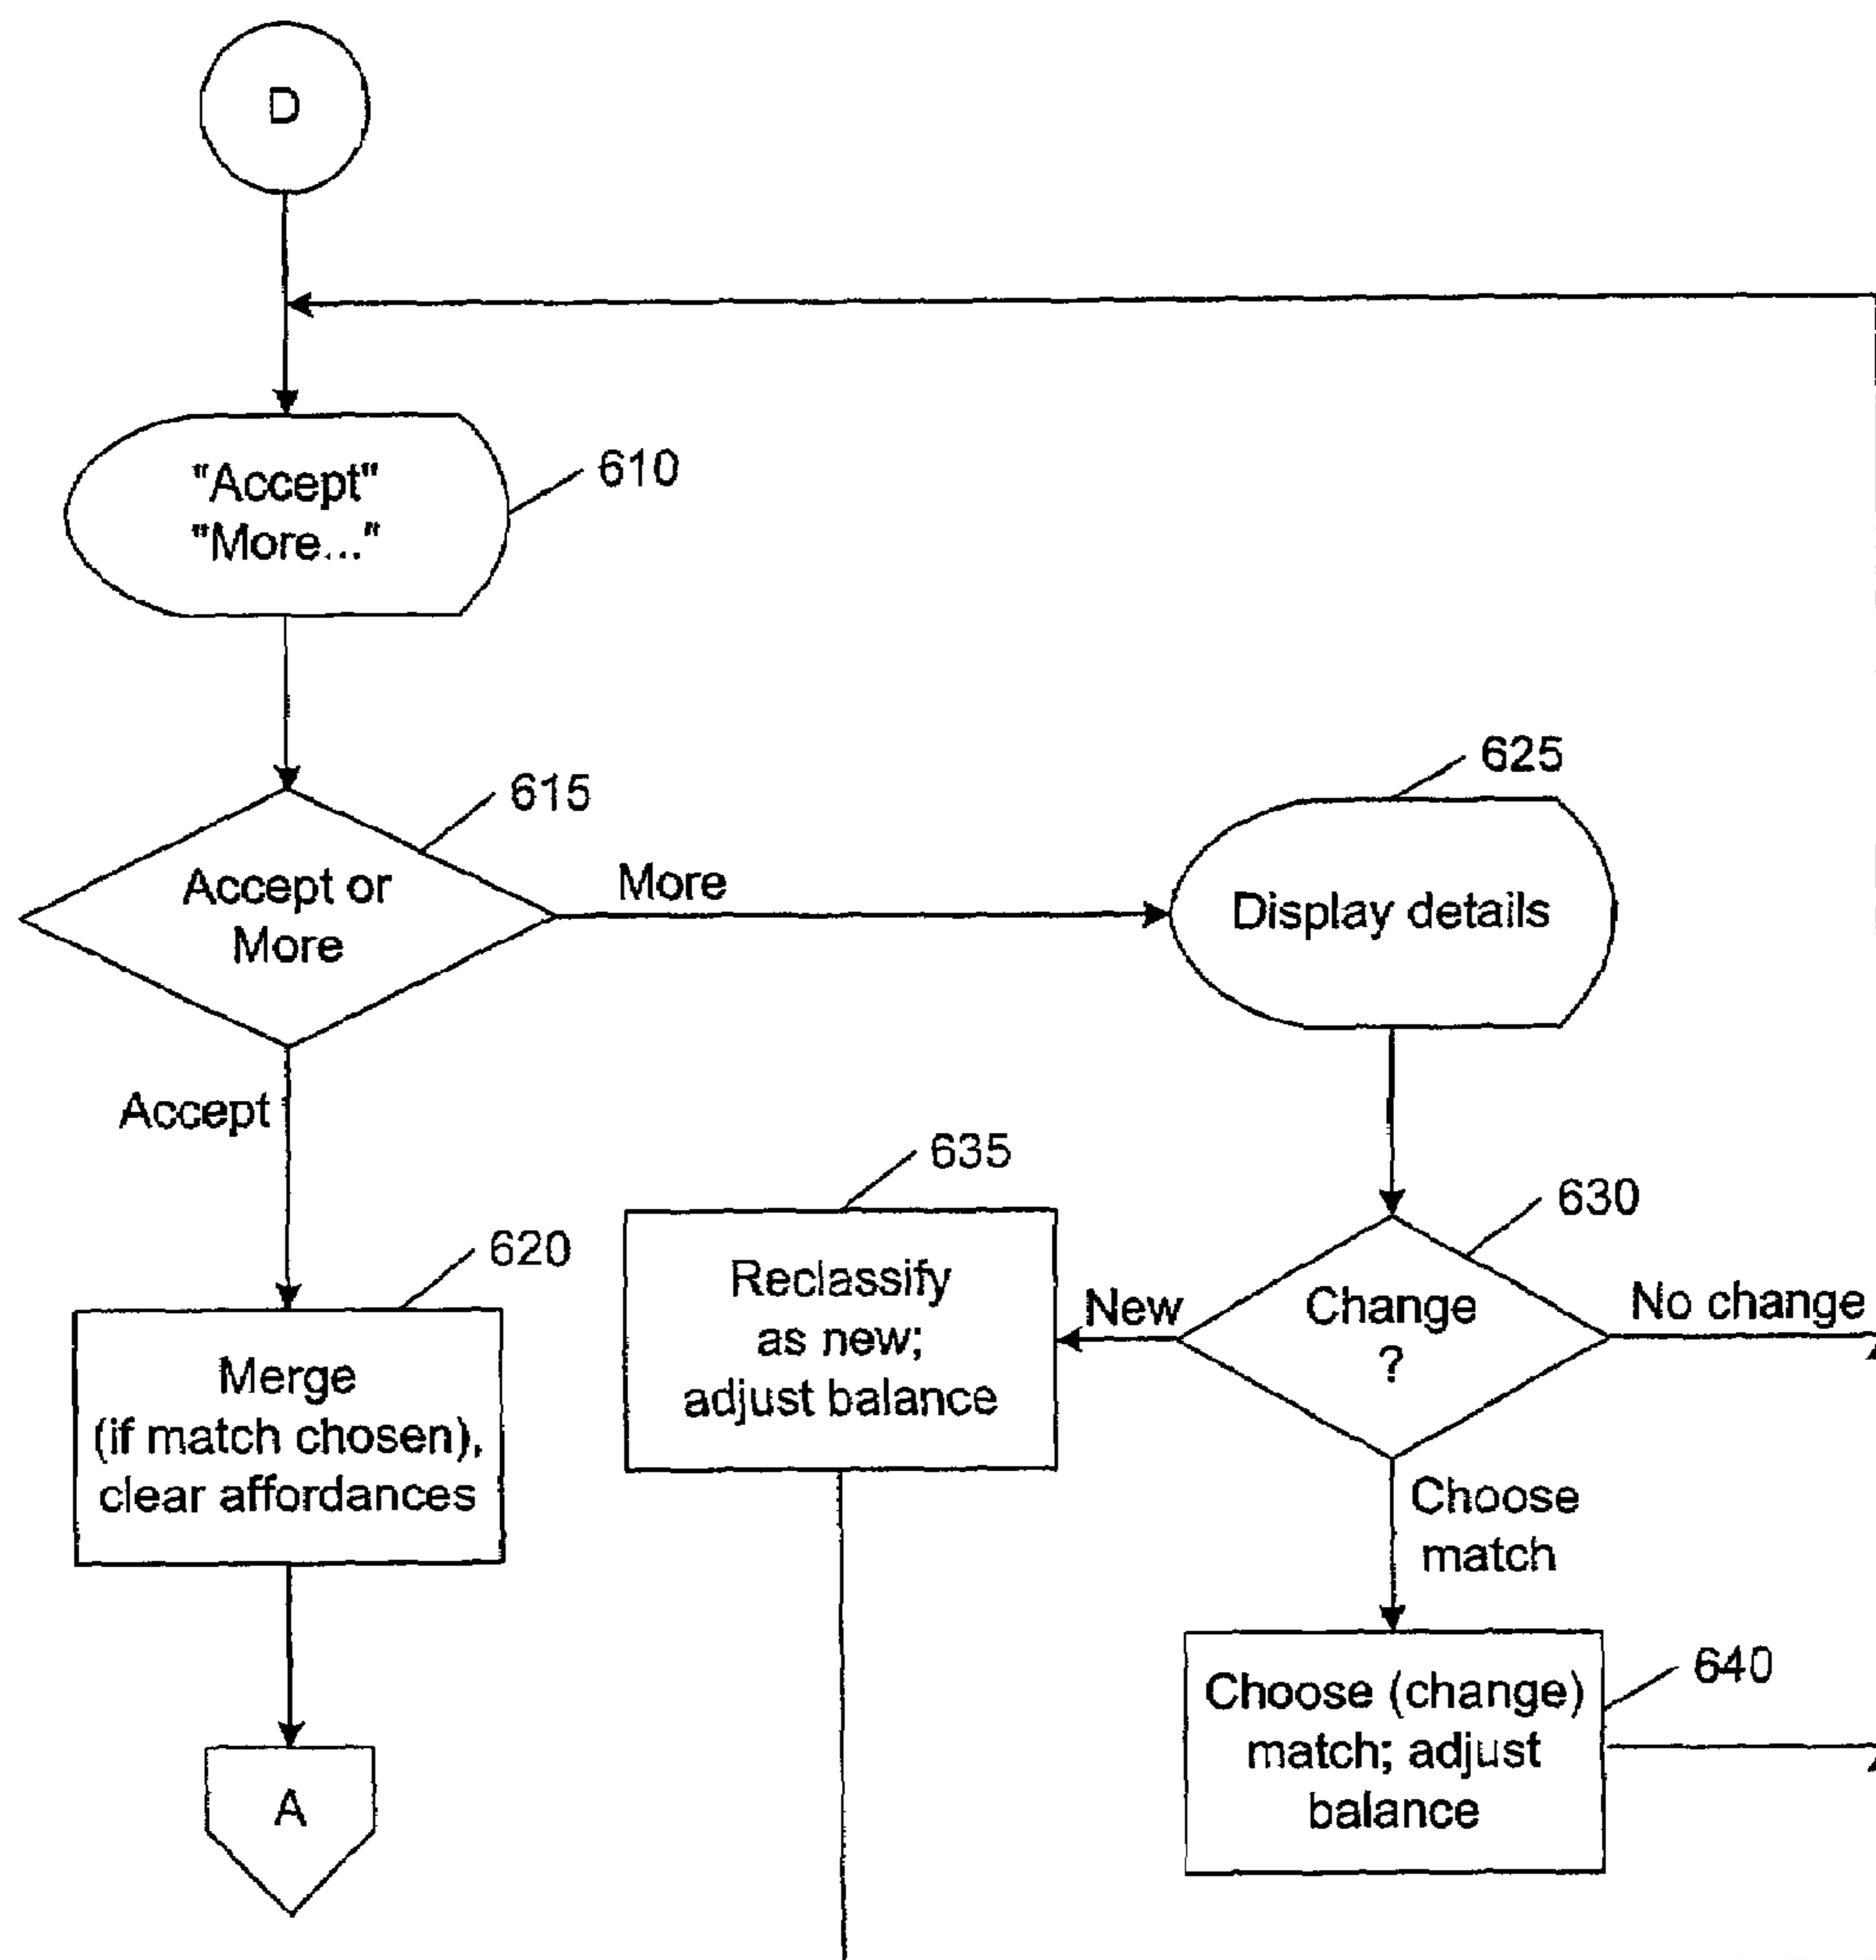 D
"Accept"
"More..."
610
615
Accept or
More
More
625
Display details
Accept
620
Merge
(if match chosen),
clear affordances
A
635
Reclassify
as new;
adjust balance
New
630
Change
?
No change
Choose
match
640
Choose (change)
match; adjust
balance